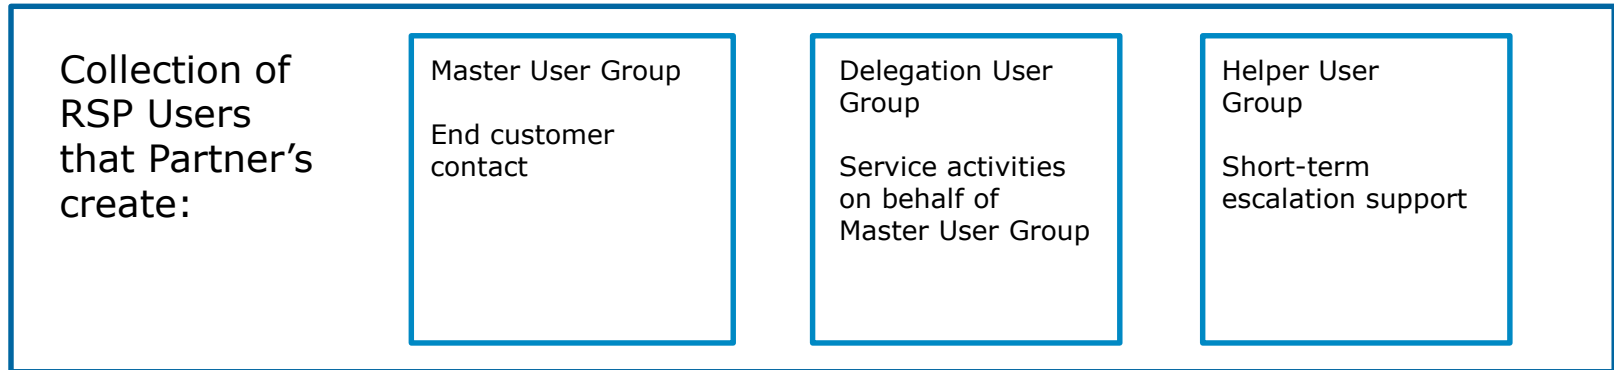 Collection of
RSP Users
that Partner’s
create:
Master User Group
End customer
contact
Delegation User
Group
Service activities
on behalf of
Master User Group
Helper User
Group
Short-term
escalation support